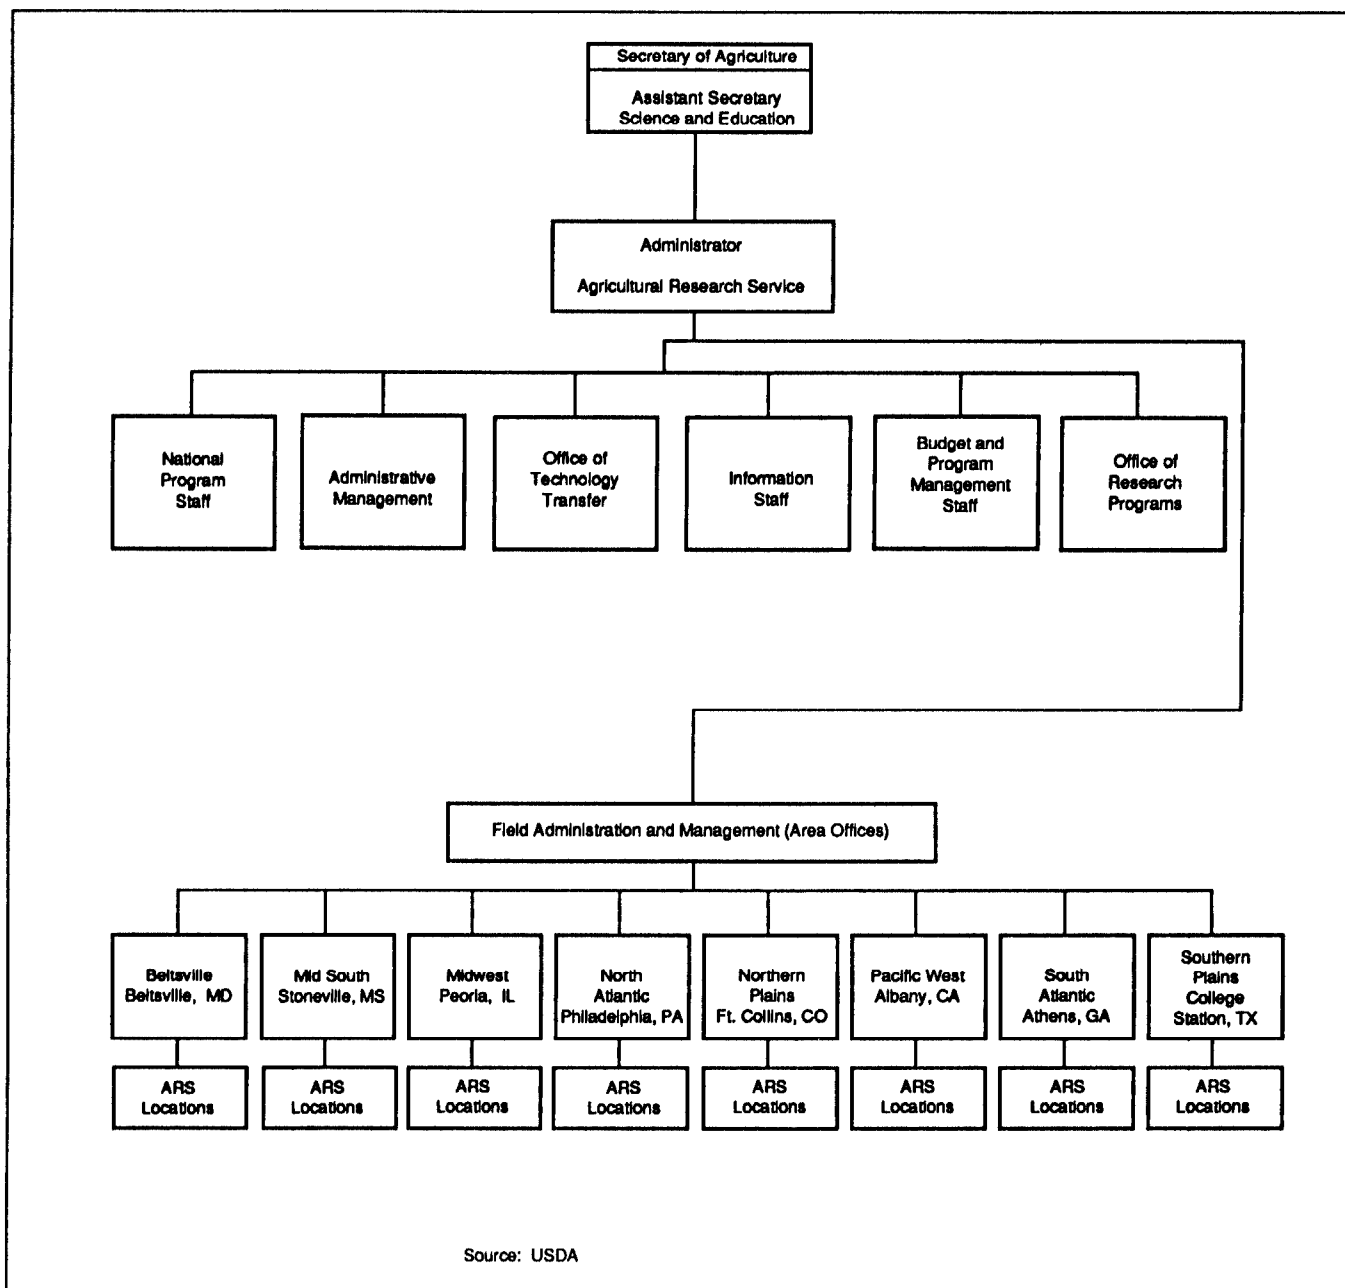 Secretary of Agriculture
Assistant Secretary
Science and Education
Administrator
Agricultural Research Service
National
Program
Staff
Administrative
Management
Office of
Technology
Transfer
Information
Staff
Budget and
Program
Management
Staff
Office of
Research
Programs
Field Administration and Management (Area Offices)
Beltsville
Beltsville, MD
Mid South
Stoneville, MS
Midwest
Peoria, IL
North
Atlantic
Philadelphia, PA
Northern
Plains
Ft. Collins, CO
Pacific West
Albany, CA
South
Atlantic
Athens, GA
Southern
Plains
College
Station, TX
ARS
Locations
ARS
Locations
ARS
Locations
ARS
Locations
ARS
Locations
ARS
Locations
ARS
Locations
ARS
Locations
Source: USDA